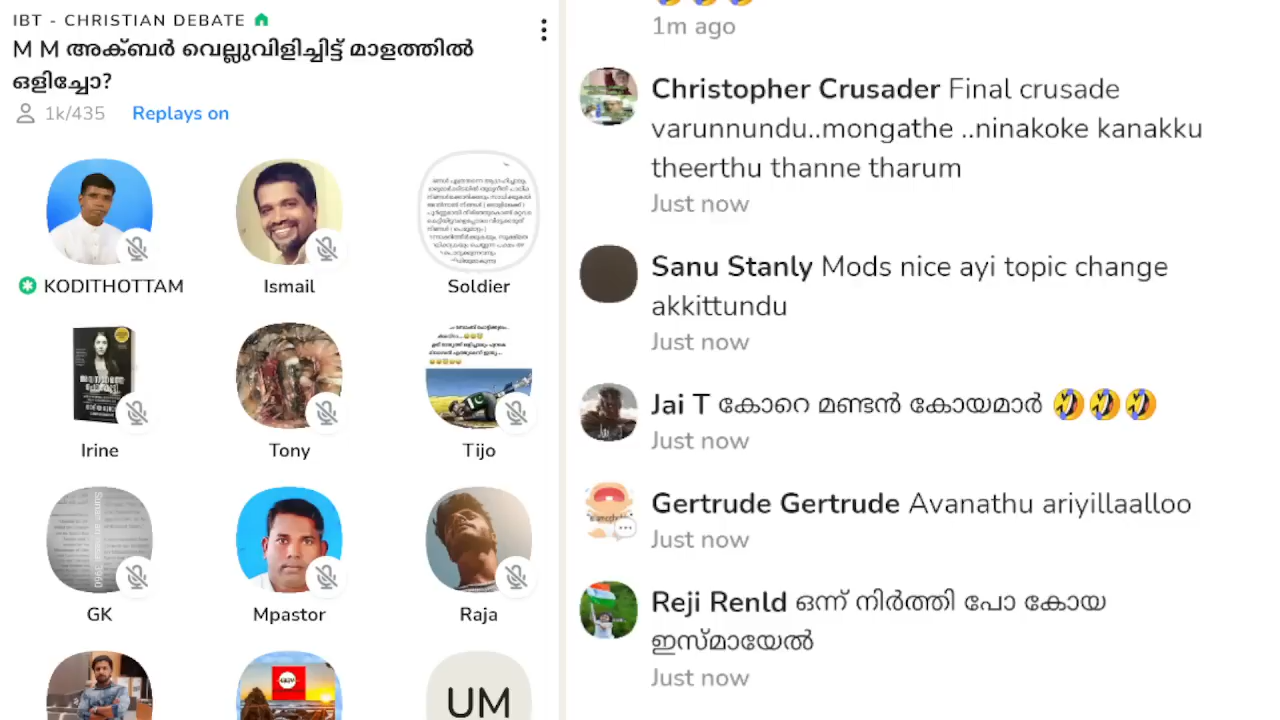 IBT - CHRISTIAN DEBATE
M M അക്ബർ വെല്ലുവിളിച്ചിട്ട് മാളത്തിൽ
ഒളിച്ചോ?
1k/435 Replays on
KODITHOTTAM
Ismail
Soldier
Irine
Tony
Tijo
GK
Mpastor
Raja
UM
1m ago
Christopher Crusader Final crusade
varunnundu..mongathe ..ninakoke kanakku
theerthu thanne tharum
Just now
Sanu Stanly Mods nice ayi topic change
akkittundu
Just now
Jai T കോറെ മണ്ടൻ കോയമാർ 🤣🤣🤣
Just now
Gertrude Gertrude Avanathu ariyillaalloo
Just now
Reji Renld ഒന്ന് നിർത്തി പോ കോയ
ഇസ്മായേൽ
Just now